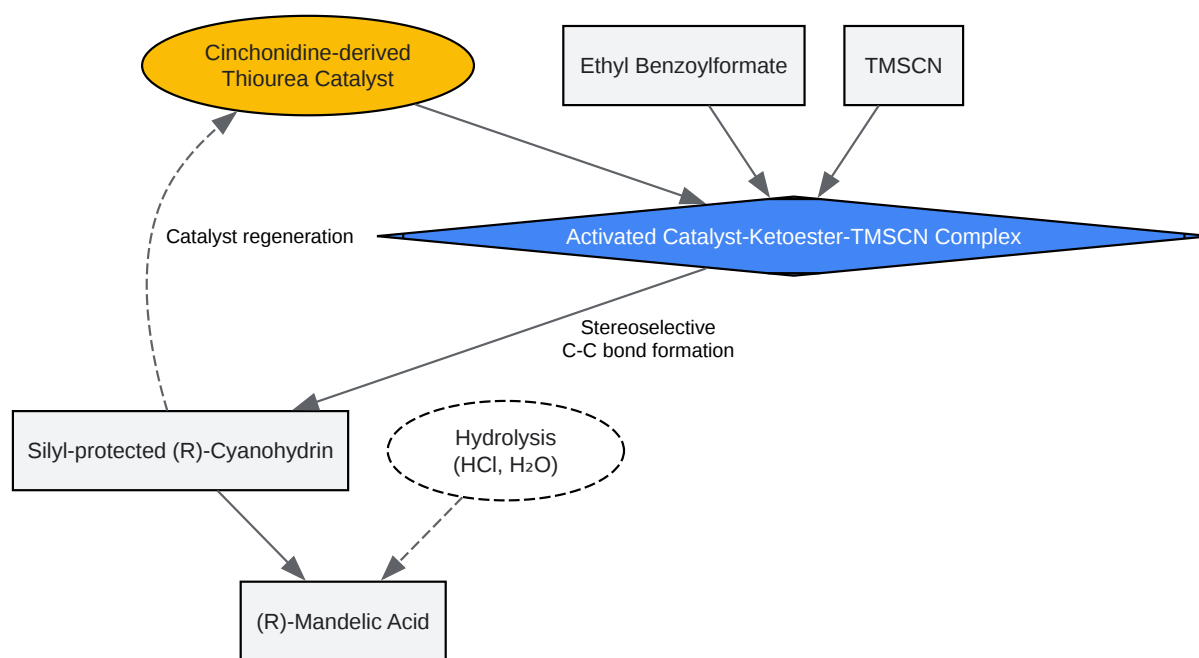 Cinchonidine-derived
Thiourea Catalyst
Ethyl Benzoylformate
TMSCN
Catalyst regeneration
Activated Catalyst-Ketoester-TMSCN Complex
Stereoselective
C-C bond formation
Silyl-protected (R)-Cyanohydrin
Hydrolysis
(HCl, H₂O)
(R)-Mandelic Acid